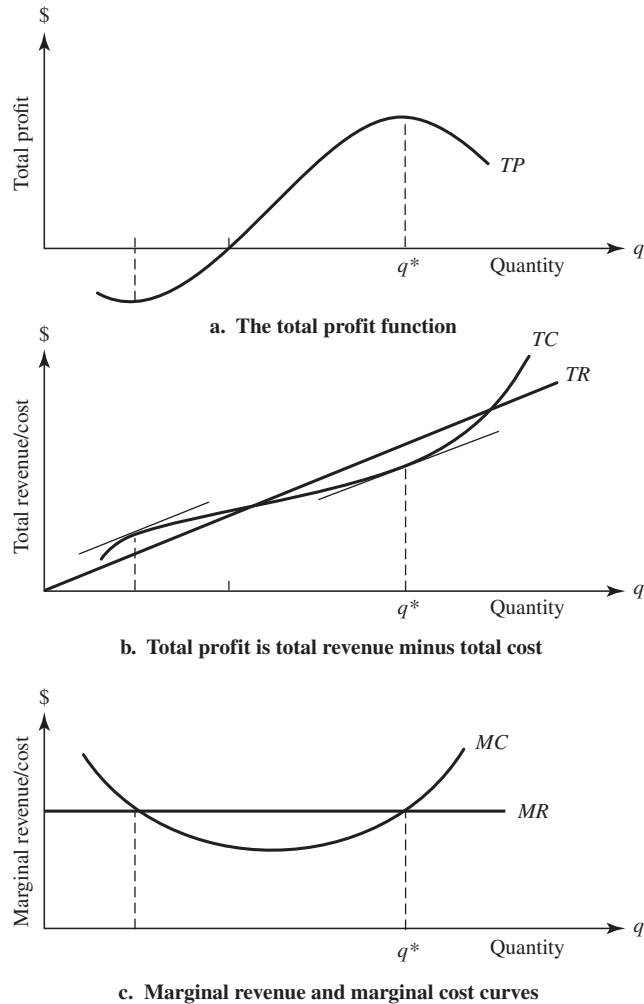 $
Total profit
TP
q
q*
Quantity
a. The total profit function
$
Total revenue/cost
TC
TR
q
q*
Quantity
b. Total profit is total revenue minus total cost
$
Marginal revenue/cost
MC
MR
q
q*
Quantity
c. Marginal revenue and marginal cost curves